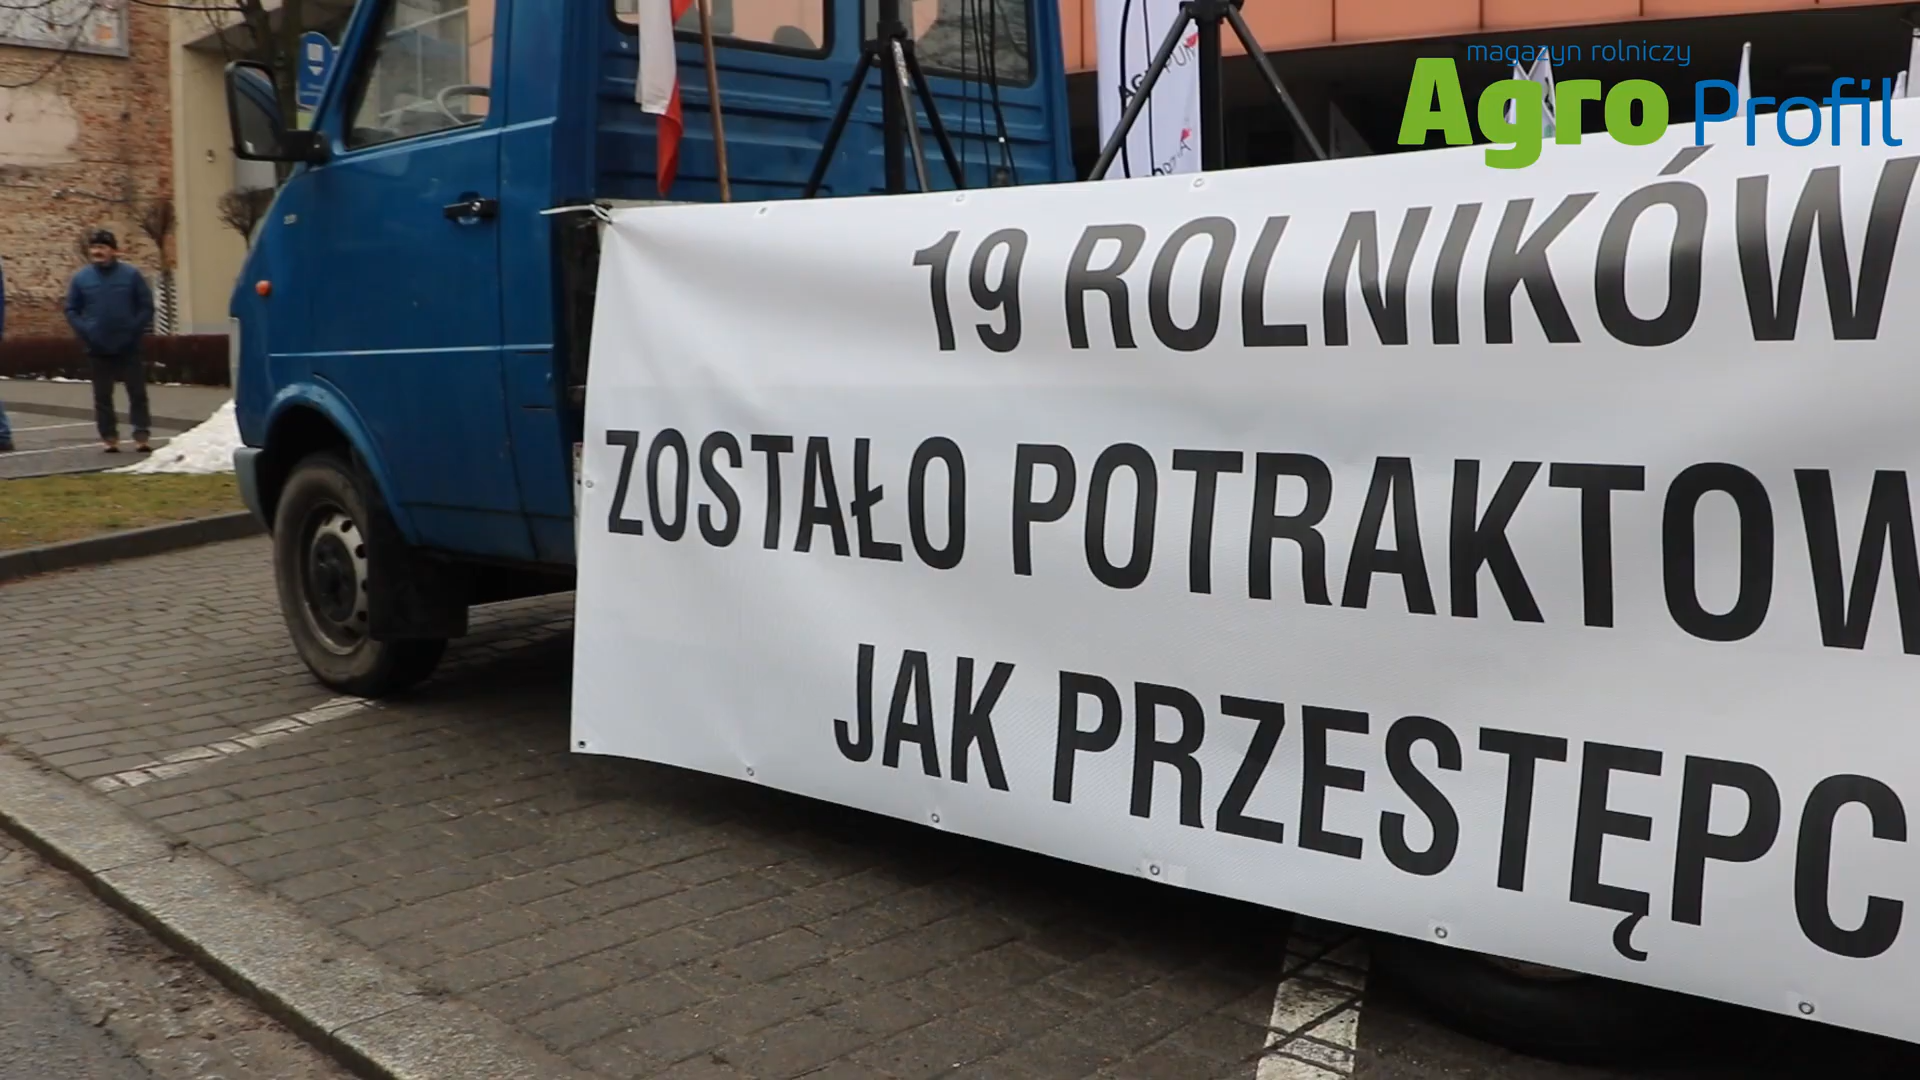 magazyn rolniczy
Agro Profil
19 ROLNIKÓW
ZOSTAŁO POTRAKTOW
JAK PRZESTĘPC